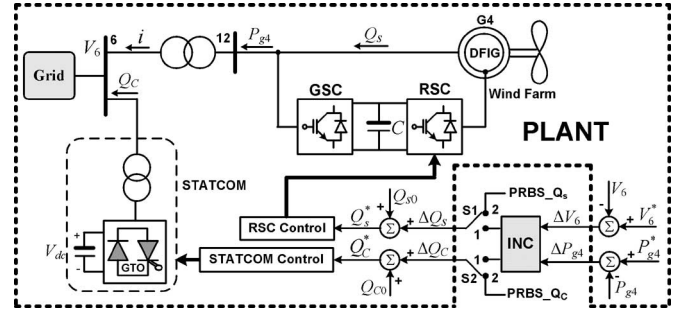 G4
V6
6
i
12
Pg4
Qs
DFIG
Grid
QC
GSC
RSC
Wind Farm
C
PLANT
STATCOM
Qs0
PRBS_Qs
V6
S1
2
RSC Control
Qs*
+
+
Σ
ΔQs
1
INC
ΔV6
-
Σ
+
V6*
Vdc
+
-
GTO
STATCOM Control
QC*
+
+
Σ
ΔQC
1
S2
2
ΔPg4
Σ
+
-
Pg4*
QC0
PRBS_QC
Pg4